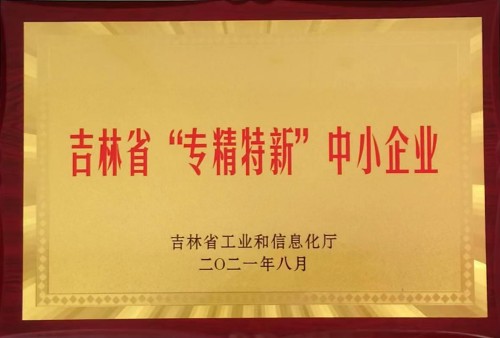 吉林省“专精特新”中小企业
吉林省工业和信息化厅
二〇二一年八月